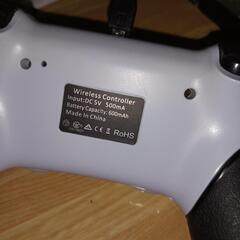 Wireless Controller
Input:DC 5V 500mA
Battery Capacity: 600mAh
Made in China
RoHS